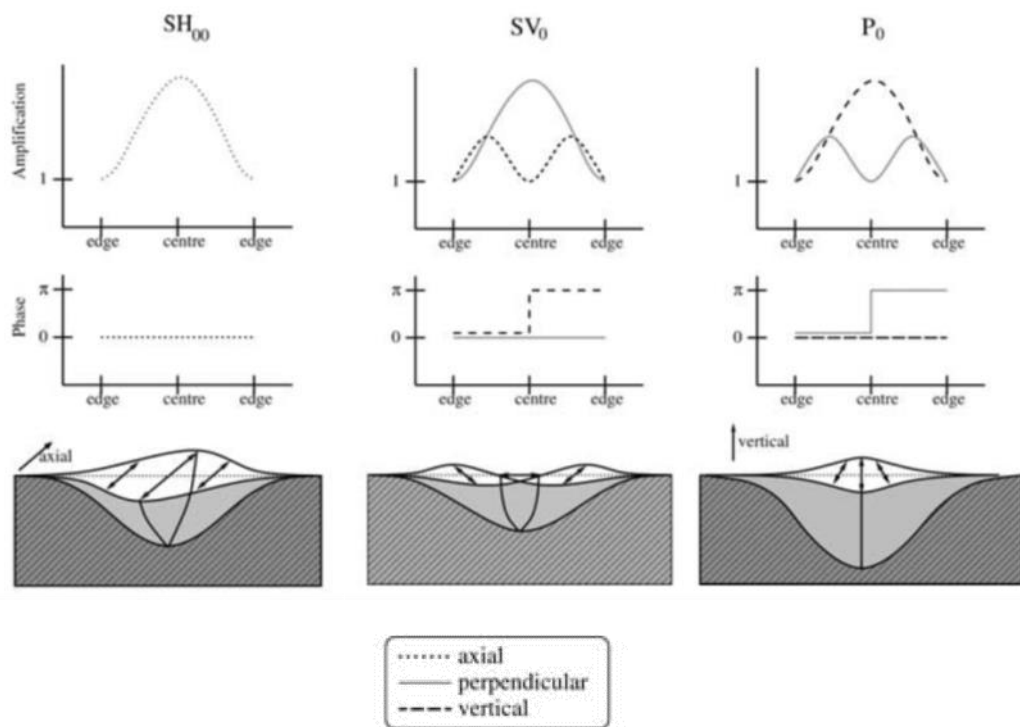 SH00 SV0 P0
Amplification
1 1 1
edge centre edge edge centre edge edge centre edge
Phase
π π π
0 0 0
edge centre edge edge centre edge edge centre edge
axial vertical
axial
perpendicular
vertical